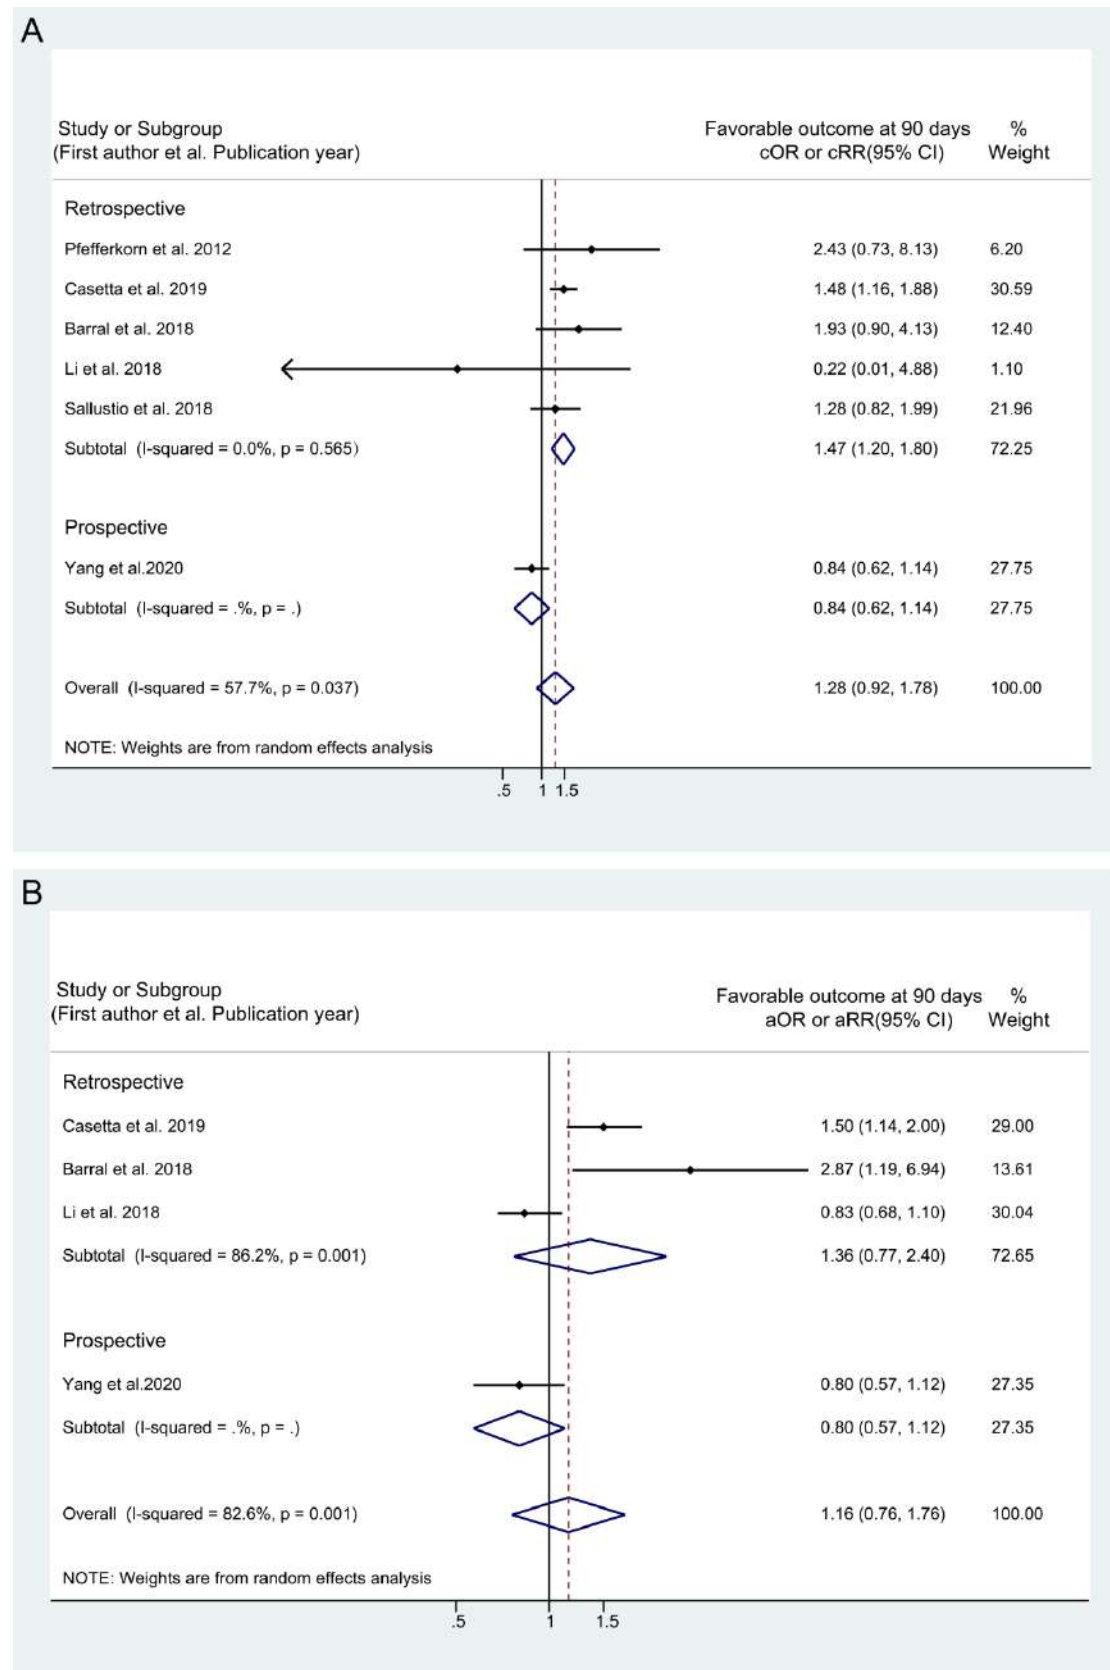 A
Study or Subgroup
(First author et al. Publication year)
Favorable outcome at 90 days
cOR or cRR(95% CI)
%
Weight
Retrospective
Pfefferkorn et al. 2012 2.43 (0.73, 8.13) 6.20
Casetta et al. 2019 1.48 (1.16, 1.88) 30.59
Barral et al. 2018 1.93 (0.90, 4.13) 12.40
Li et al. 2018 0.22 (0.01, 4.88) 1.10
Sallustio et al. 2018 1.28 (0.82, 1.99) 21.96
Subtotal (I-squared = 0.0%, p = 0.565) 1.47 (1.20, 1.80) 72.25
Prospective
Yang et al.2020 0.84 (0.62, 1.14) 27.75
Subtotal (I-squared = .%, p = .) 0.84 (0.62, 1.14) 27.75
Overall (I-squared = 57.7%, p = 0.037) 1.28 (0.92, 1.78) 100.00
NOTE: Weights are from random effects analysis
.5 1 1.5
B
Study or Subgroup
(First author et al. Publication year)
Favorable outcome at 90 days
aOR or aRR(95% CI)
%
Weight
Retrospective
Casetta et al. 2019 1.50 (1.14, 2.00) 29.00
Barral et al. 2018 2.87 (1.19, 6.94) 13.61
Li et al. 2018 0.83 (0.68, 1.10) 30.04
Subtotal (I-squared = 86.2%, p = 0.001) 1.36 (0.77, 2.40) 72.65
Prospective
Yang et al.2020 0.80 (0.57, 1.12) 27.35
Subtotal (I-squared = .%, p = .) 0.80 (0.57, 1.12) 27.35
Overall (I-squared = 82.6%, p = 0.001) 1.16 (0.76, 1.76) 100.00
NOTE: Weights are from random effects analysis
.5 1 1.5